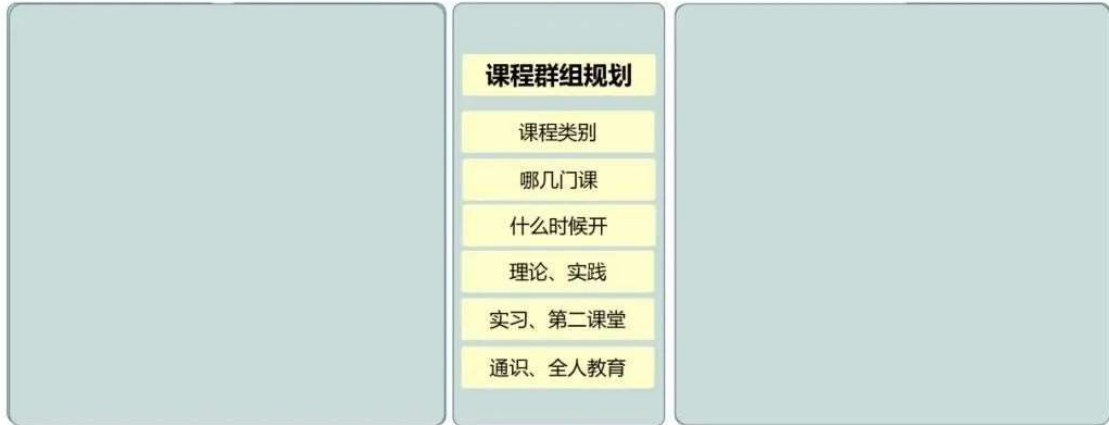 课程群组规划
课程类别
哪几门课
什么时候开
理论、实践
实习、第二课堂
通识、全人教育